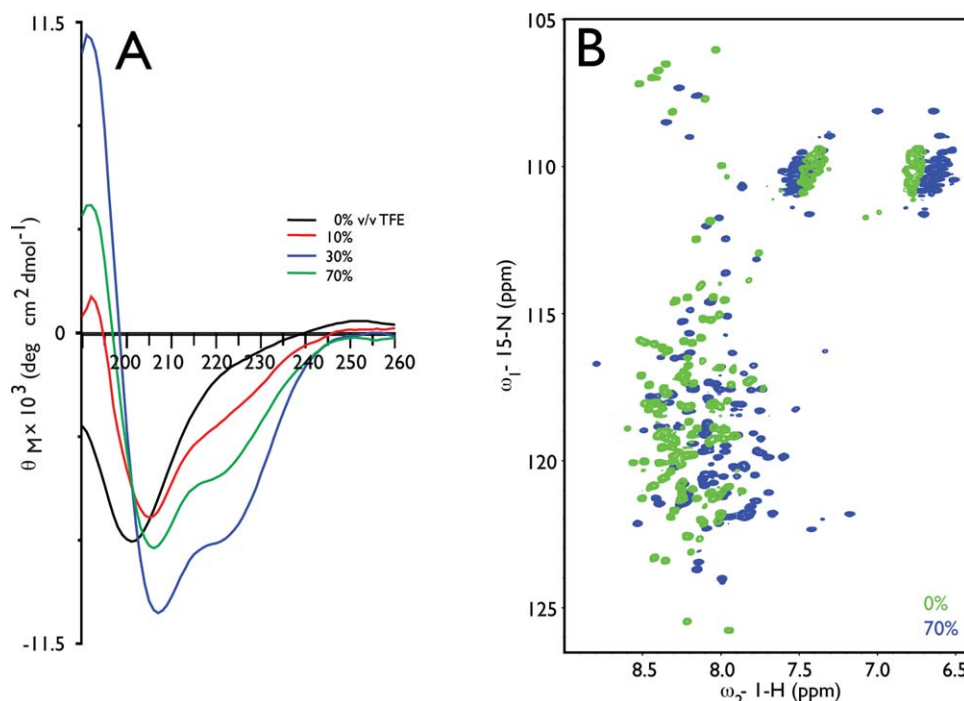 A
11.5
θ M × 10³ (deg cm² dmol⁻¹)
0% v/v TFE
10%
30%
70%
0
200 210 220 230 240 250 260
-11.5
B
105
110
115
120
125
ω₁- 15-N (ppm)
0%
70%
8.5 8.0 7.5 7.0 6.5
ω₂- 1-H (ppm)